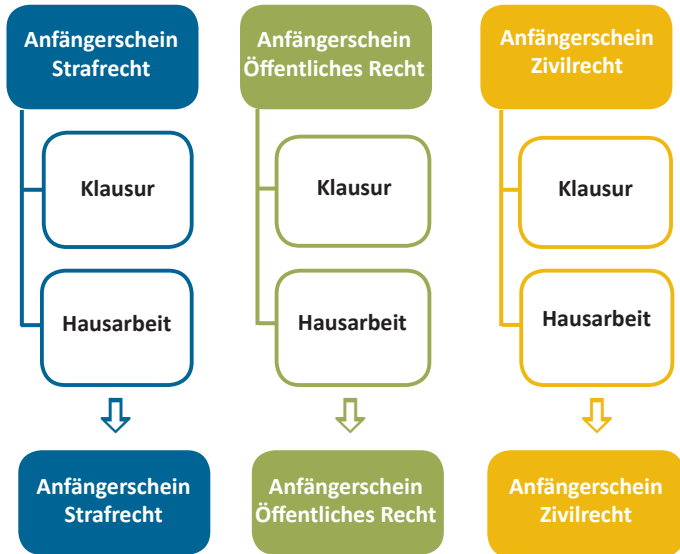 Anfängerschein
Strafrecht
Klausur
Hausarbeit
Anfängerschein
Strafrecht
Anfängerschein
Öffentliches Recht
Klausur
Hausarbeit
Anfängerschein
Öffentliches Recht
Anfängerschein
Zivilrecht
Klausur
Hausarbeit
Anfängerschein
Zivilrecht